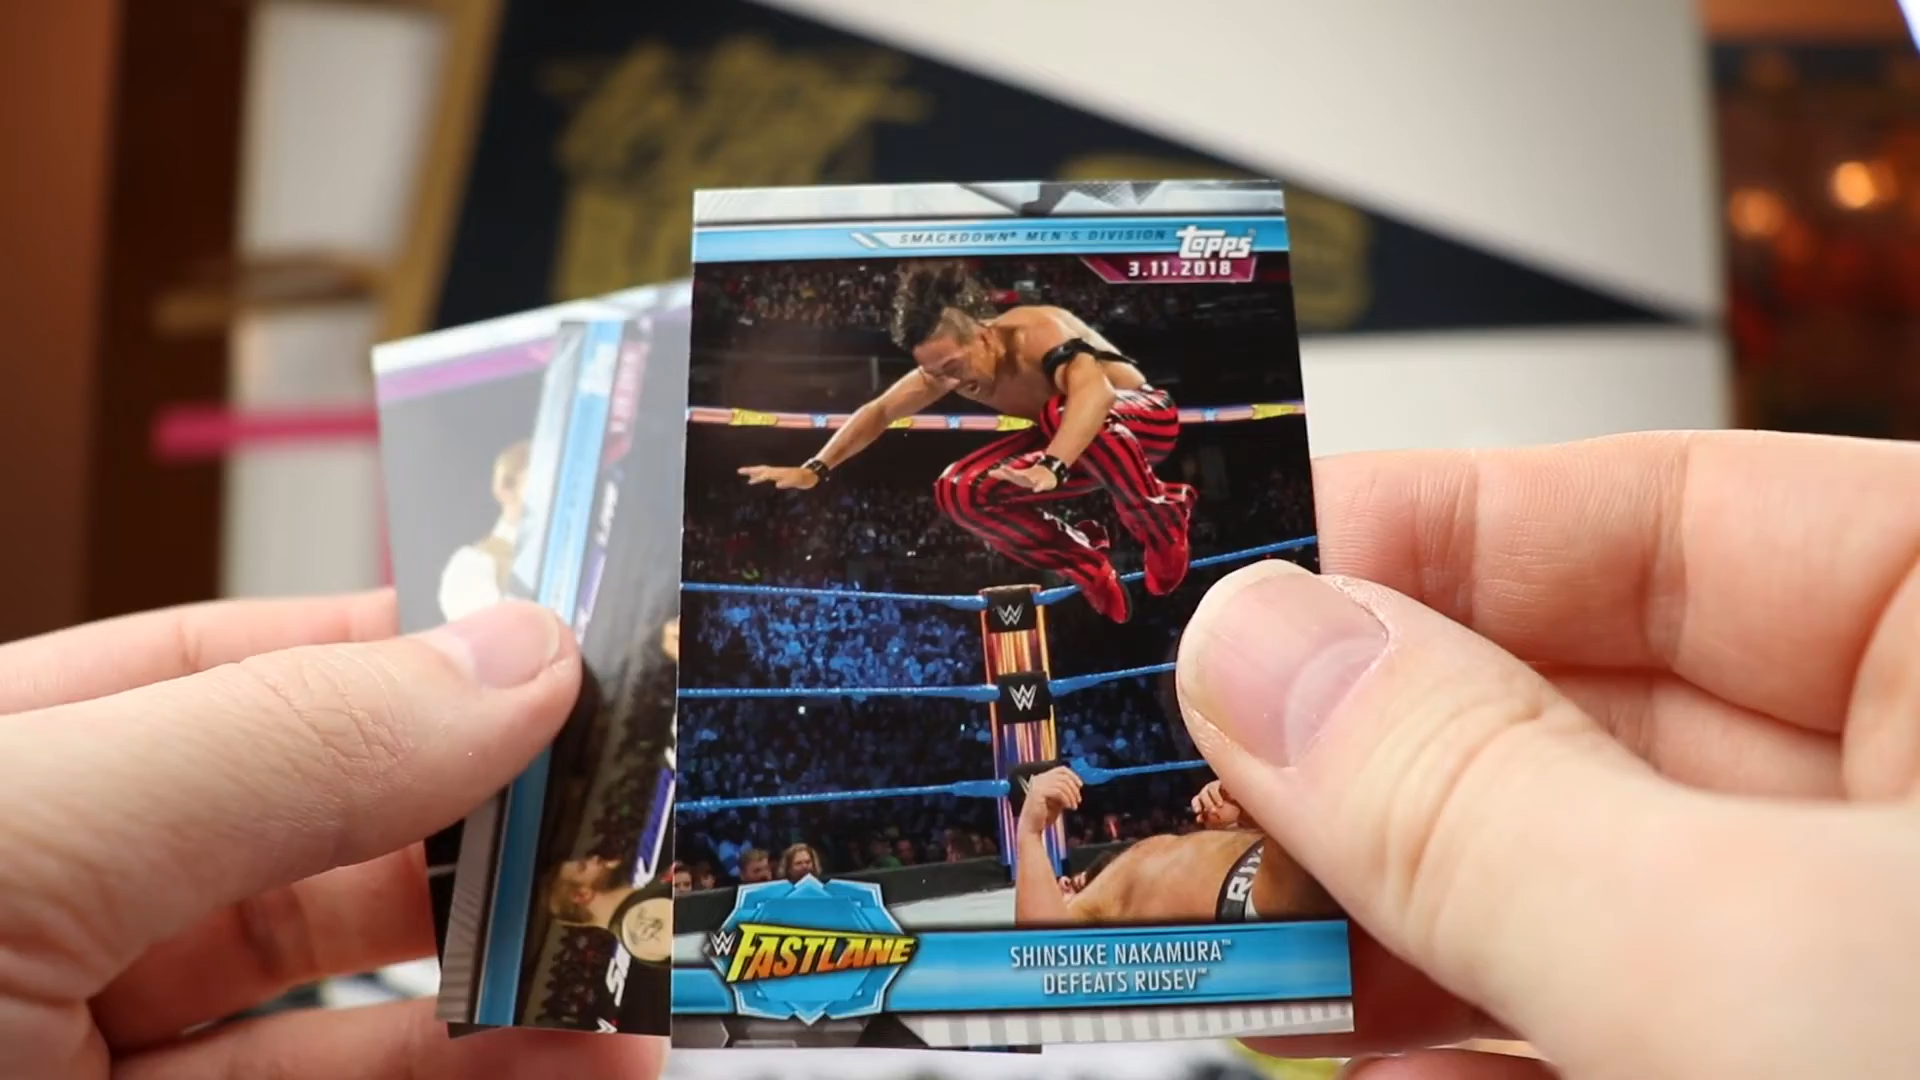 SMACKDOWN® MEN'S DIVISION
Topps
3.11.2018
W FASTLANE
SHINSUKE NAKAMURA™
DEFEATS RUSEV™